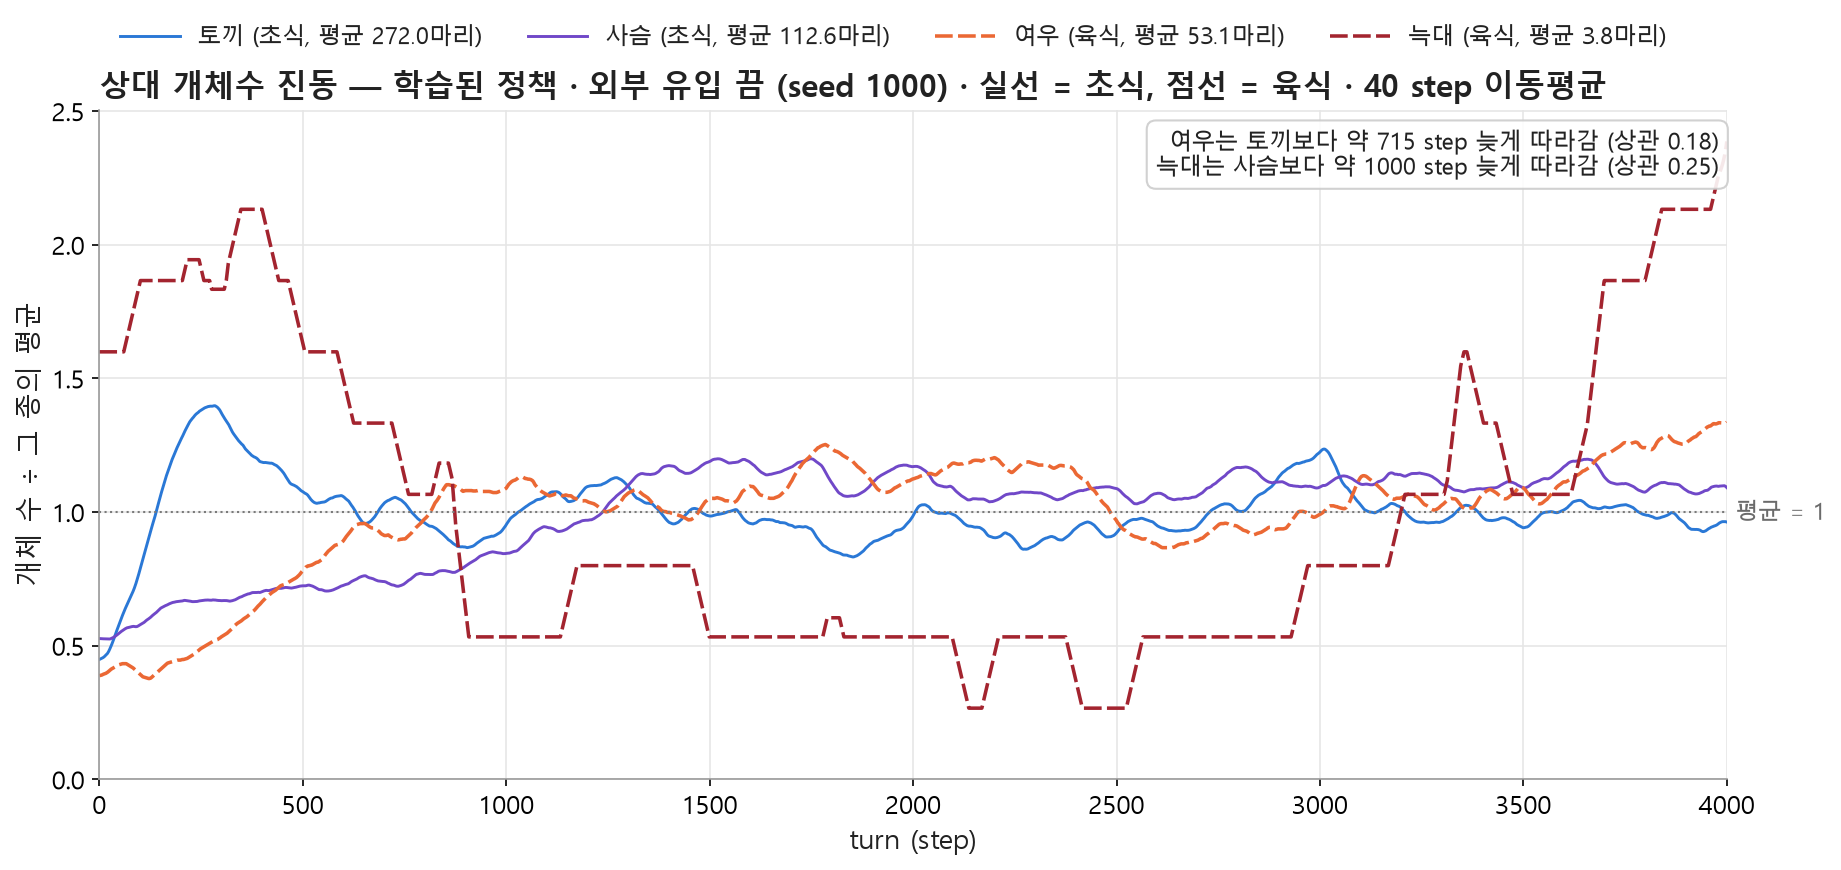 토끼 (초식, 평균 272.0마리)
사슴 (초식, 평균 112.6마리)
여우 (육식, 평균 53.1마리)
늑대 (육식, 평균 3.8마리)
상대 개체수 진동 — 학습된 정책 · 외부 유입 끔 (seed 1000) · 실선 = 초식, 점선 = 육식 · 40 step 이동평균
여우는 토끼보다 약 715 step 늦게 따라감 (상관 0.18)
늑대는 사슴보다 약 1000 step 늦게 따라감 (상관 0.25)
개체 수 ÷ 그 종의 평균
2.5
2.0
1.5
1.0
0.5
0.0
평균 = 1
0 500 1000 1500 2000 2500 3000 3500 4000
turn (step)